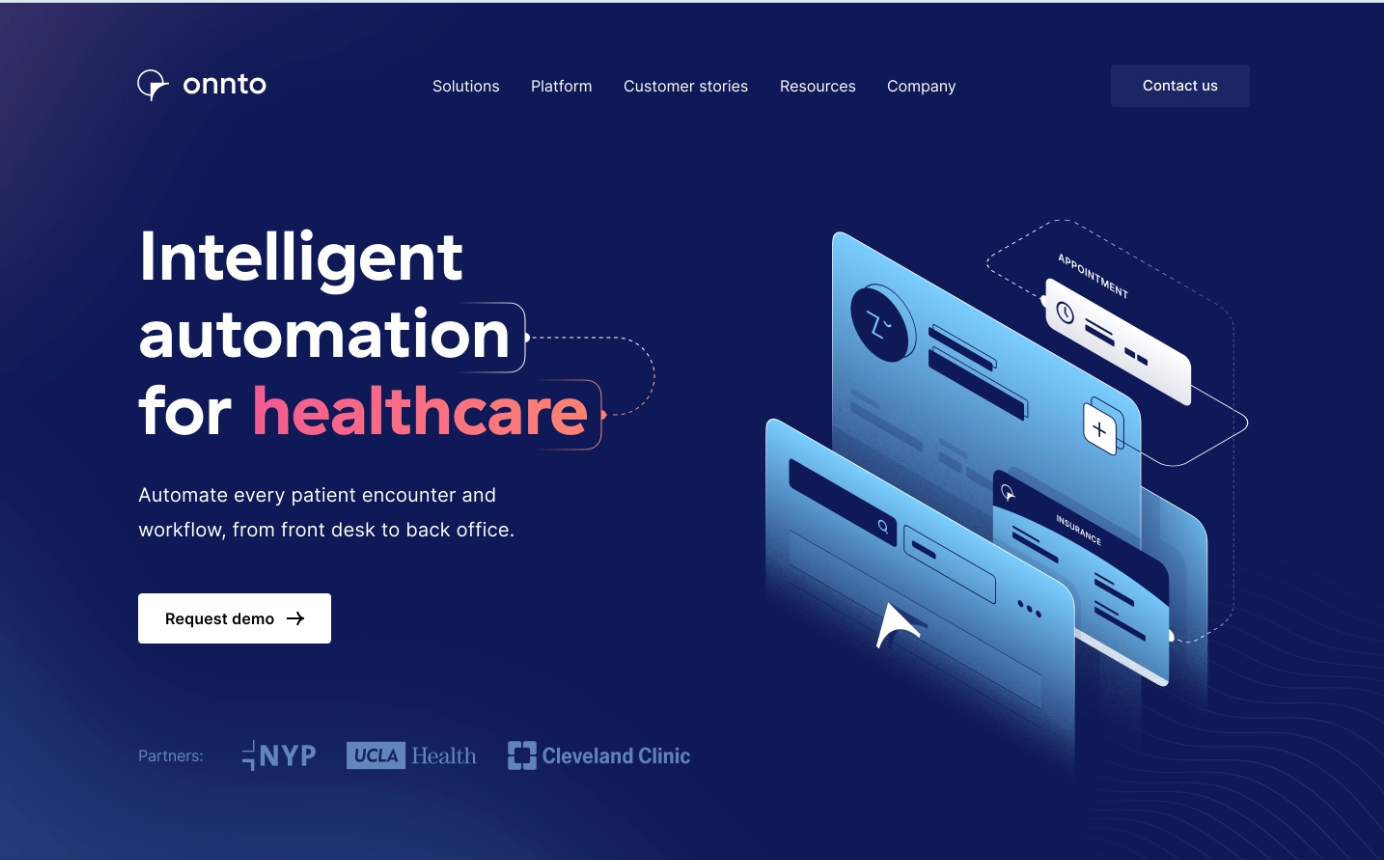 onnto
Solutions
Platform
Customer stories
Resources
Company
Contact us
Intelligent
automation
for healthcare
Automate every patient encounter and
workflow, from front desk to back office.
Request demo
APPOINTMENT
INSURANCE
Partners:
NYP
UCLA Health
Cleveland Clinic